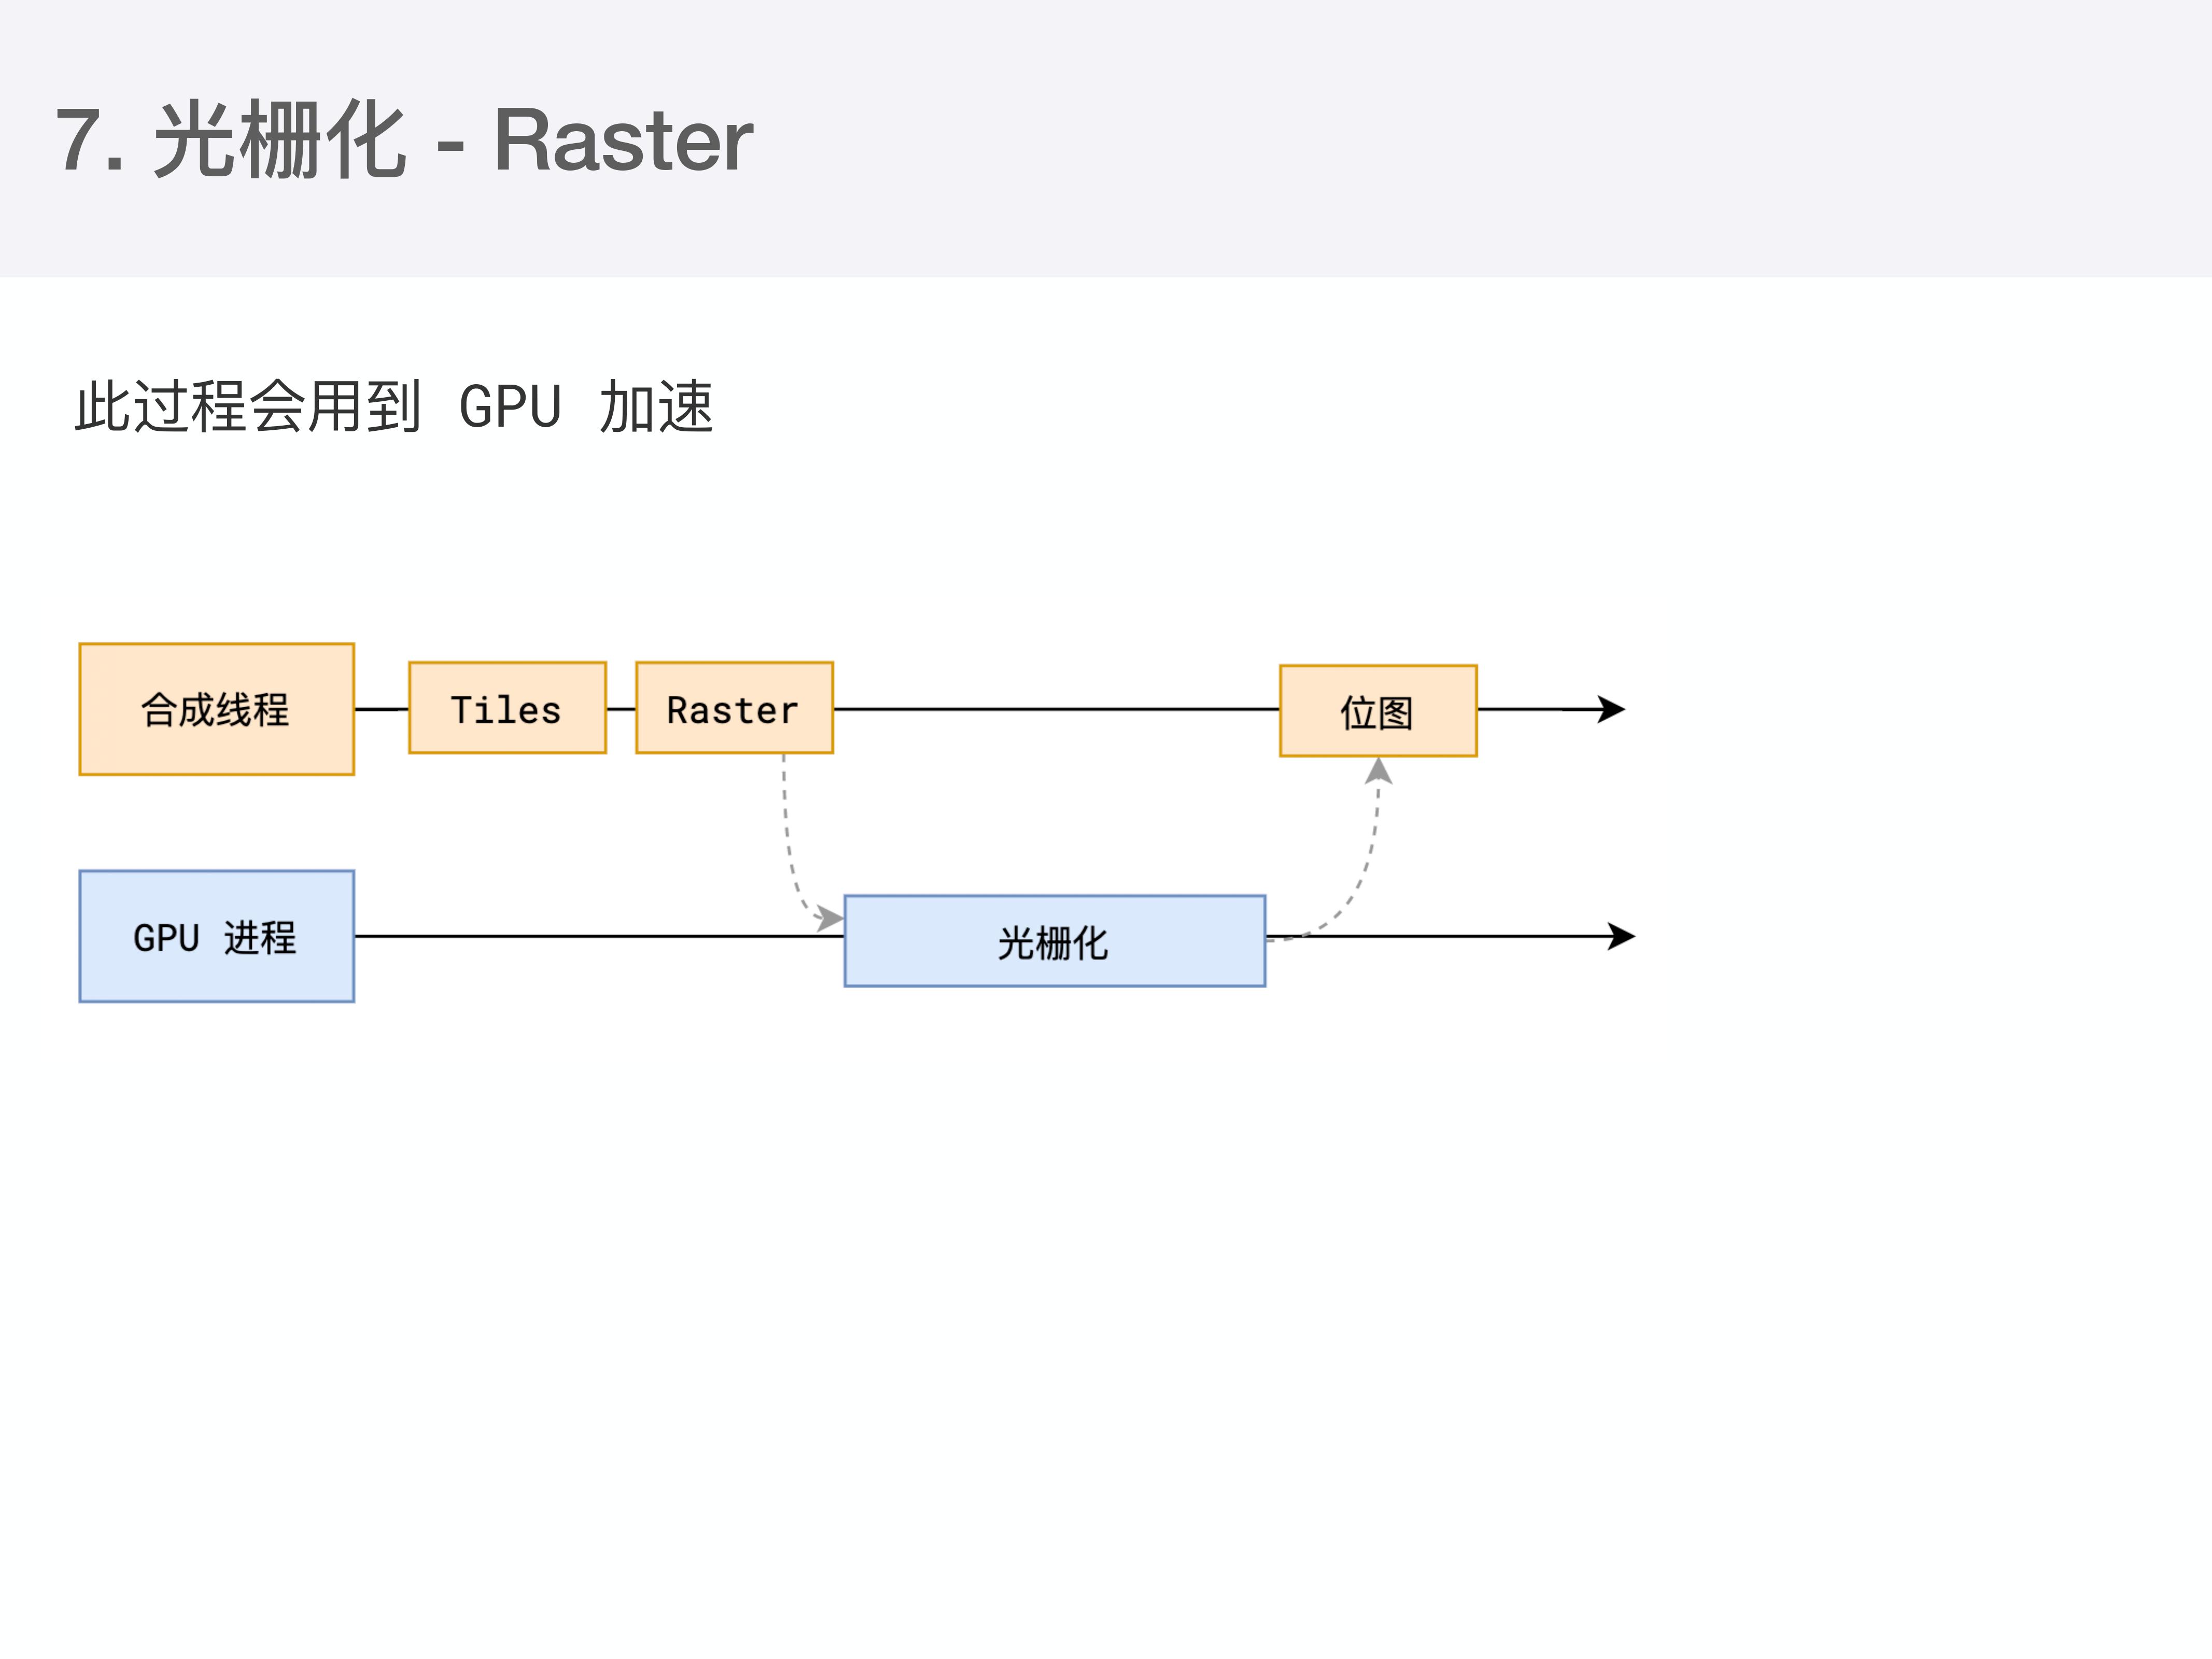 7. 光栅化 - Raster
此过程会用到 GPU 加速
合成线程
Tiles
Raster
位图
GPU 进程
光栅化